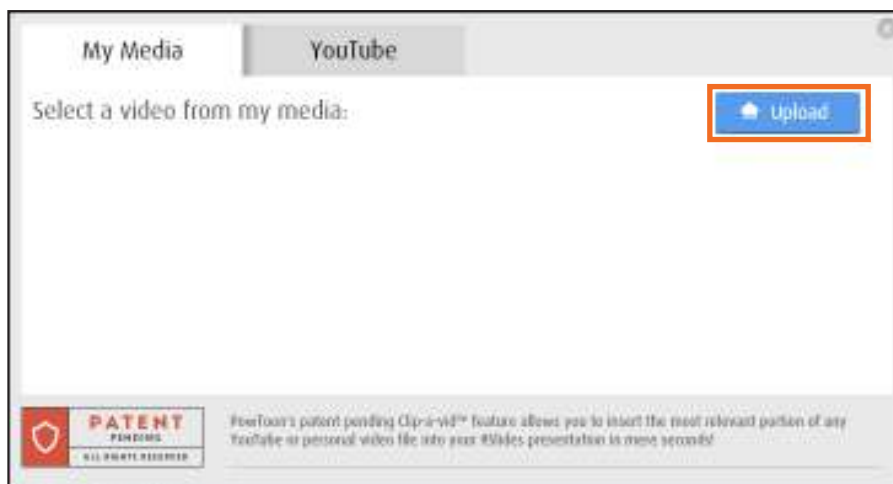 My Media
YouTube
Select a video from my media:
Upload
PATENT
PENDING
ALL RIGHTS RESERVED
PowToon's patent pending Clip-a-vid™ feature allows you to insert the most relevant portion of any
YouTube or personal video file into your #Slides presentation in mere seconds!